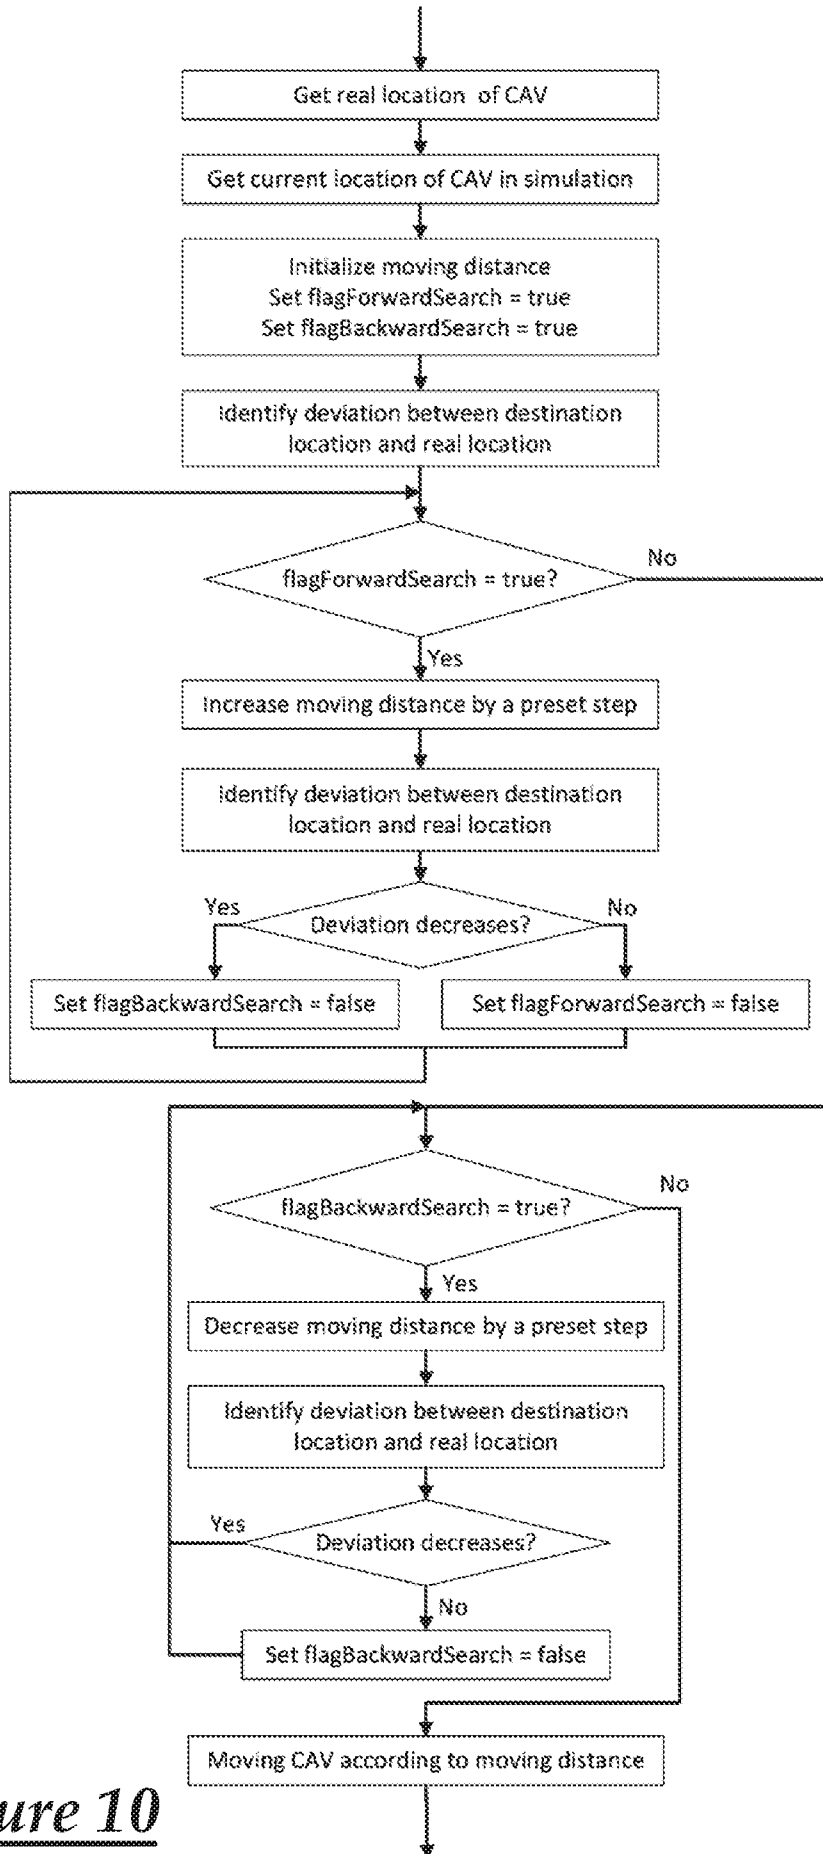 Get real location of CAV
Get current location of CAV in simulation
Initialize moving distance
Set flagForwardSearch = true
Set flagBackwardSearch = true
Identify deviation between destination
location and real location
flagForwardSearch = true?
No
Yes
Increase moving distance by a preset step
Identify deviation between destination
location and real location
Yes
Deviation decreases?
No
Set flagBackwardSearch = false
Set flagForwardSearch = false
flagBackwardSearch = true?
No
Yes
Decrease moving distance by a preset step
Identify deviation between destination
location and real location
Yes
Deviation decreases?
No
Set flagBackwardSearch = false
Moving CAV according to moving distance
ure 10